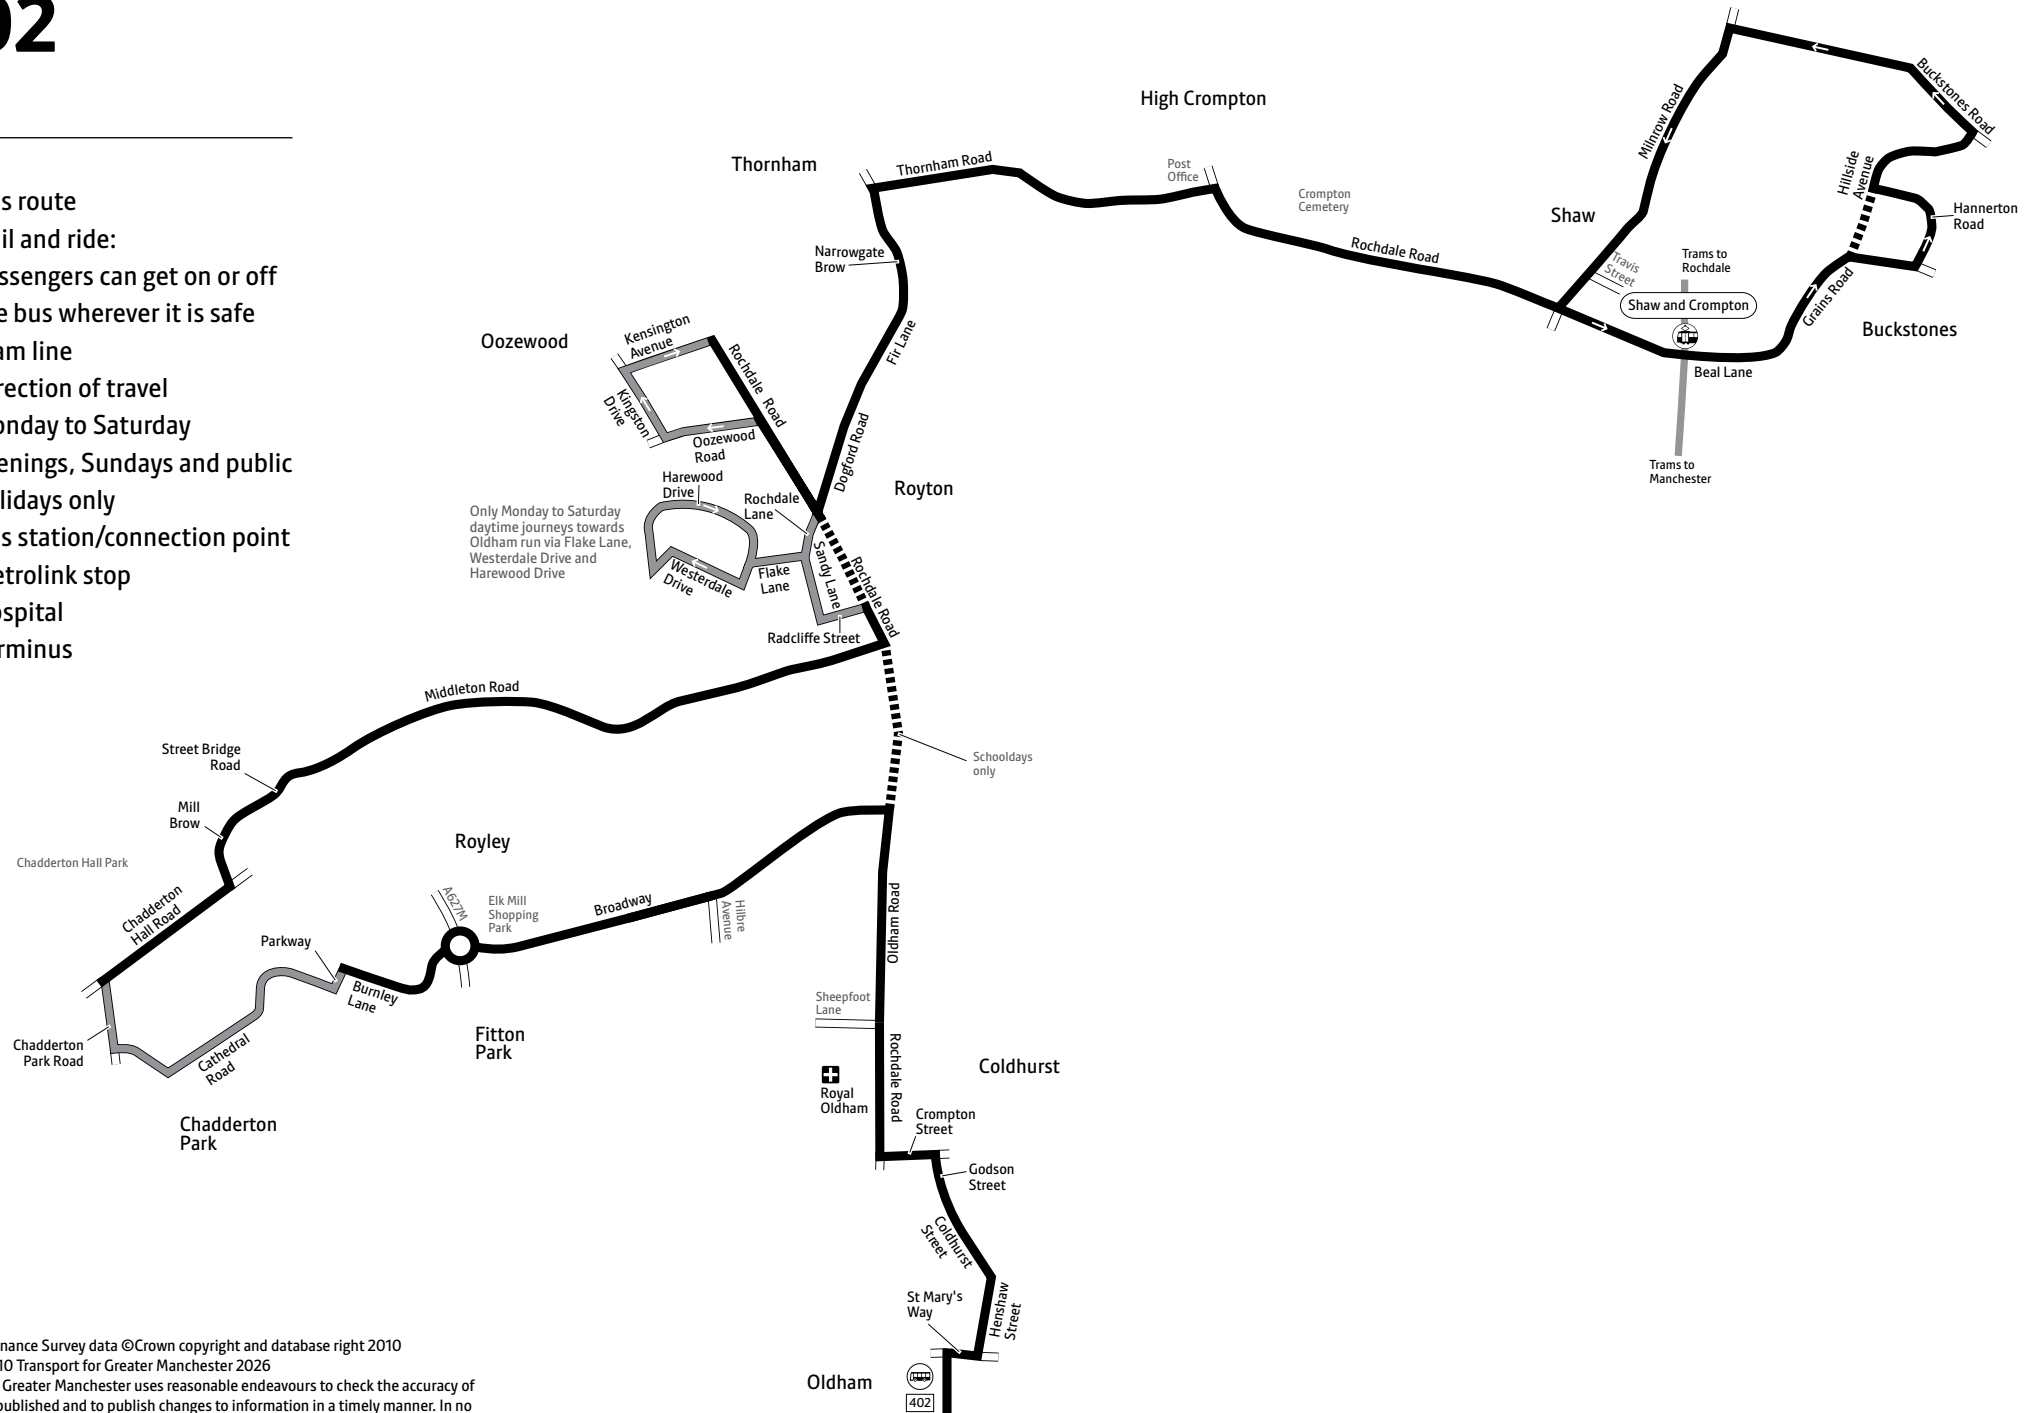 02
s route
il and ride:
ssengers can get on or off
e bus wherever it is safe
am line
rection of travel
onday to Saturday
enings, Sundays and public
lidays only
s station/connection point
etrolink stop
ospital
rminus
High Crompton
Thornham
Thornham Road
Post
Office
Crompton
Cemetery
Rochdale Road
Shaw
Milnrow Road
Buckstones Road
Hillside
Avenue
Hannerton
Road
Travis
Street
Trams to
Rochdale
Shaw and Crompton
Grains Road
Buckstones
Beal Lane
Trams to
Manchester
Narrowgate
Brow
Fir Lane
Oozewood
Kensington
Avenue
Rochdale Road
Kingston
Drive
Oozewood
Road
Dogford Road
Royton
Harewood
Drive
Rochdale
Lane
Only Monday to Saturday
daytime journeys towards
Oldham run via Flake Lane,
Westerdale Drive and
Harewood Drive
Westerdale
Drive
Flake
Lane
Sandy Lane
Rochdale Road
Radcliffe Street
Middleton Road
Street Bridge
Road
Schooldays
only
Mill
Brow
Chadderton Hall Park
Royley
Chadderton
Hall Road
A627M
Elk Mill
Shopping
Park
Broadway
Hilbre
Avenue
Oldham Road
Parkway
Burnley
Lane
Sheepfoot
Lane
Chadderton
Park Road
Cathedral
Road
Fitton
Park
Rochdale Road
Coldhurst
Royal
Oldham
Chadderton
Park
Crompton
Street
Godson
Street
Coldhurst
Street
St Mary's
Way
Henshaw
Street
Oldham
402
nance Survey data ©Crown copyright and database right 2010
10 Transport for Greater Manchester 2026
Greater Manchester uses reasonable endeavours to check the accuracy of
published and to publish changes to information in a timely manner. In no